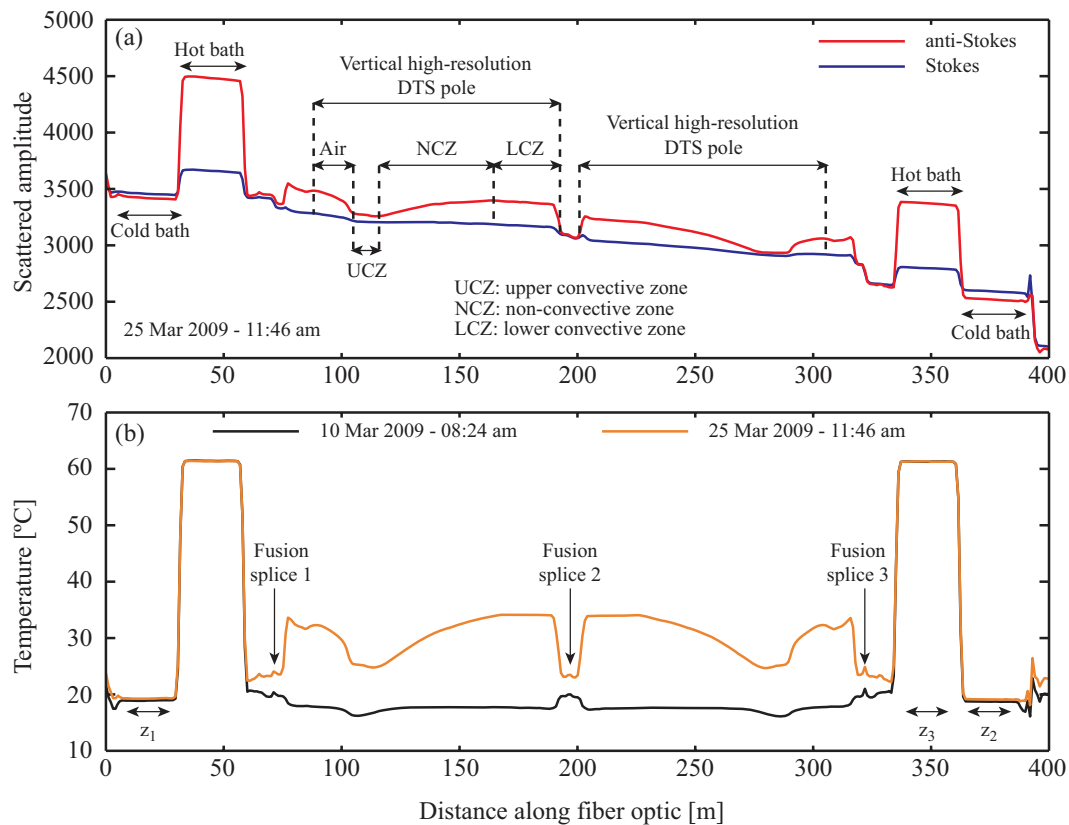 5000
4500
4000
3500
3000
2500
2000
Scattered amplitude
(a)
Hot bath
anti-Stokes
Stokes
Vertical high-resolution
DTS pole
Vertical high-resolution
DTS pole
Air
NCZ
LCZ
Hot bath
Cold bath
UCZ
UCZ: upper convective zone
NCZ: non-convective zone
LCZ: lower convective zone
25 Mar 2009 - 11:46 am
Cold bath
0 50 100 150 200 250 300 350 400
70
60
50
40
30
20
10
Temperature [ºC]
(b)
10 Mar 2009 - 08:24 am
25 Mar 2009 - 11:46 am
Fusion
splice 1
Fusion
splice 2
Fusion
splice 3
z1
z3
z2
0 50 100 150 200 250 300 350 400
Distance along fiber optic [m]